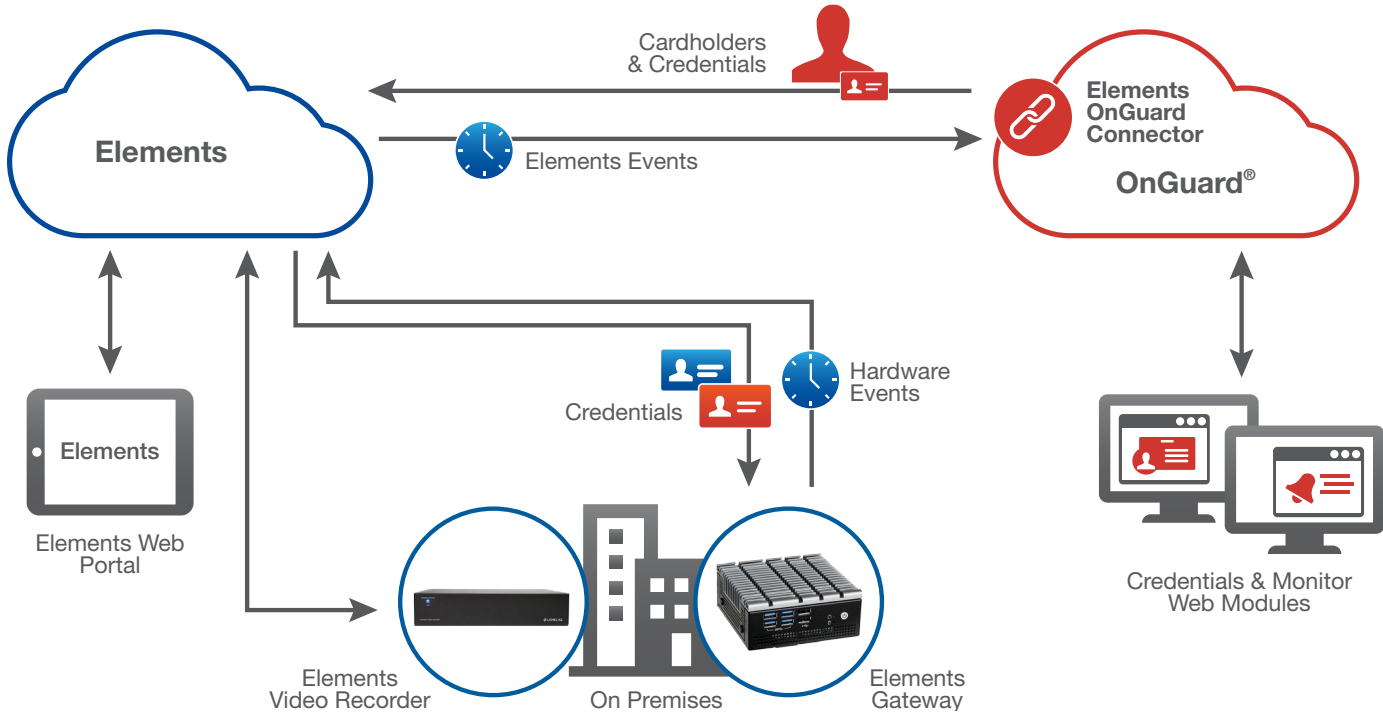 Cardholders
& Credentials
Elements
OnGuard
Connector
Elements
Elements Events
OnGuard®
Hardware
Events
Credentials
Elements
Elements Web
Portal
Credentials & Monitor
Web Modules
Elements
Video Recorder
On Premises
Elements
Gateway